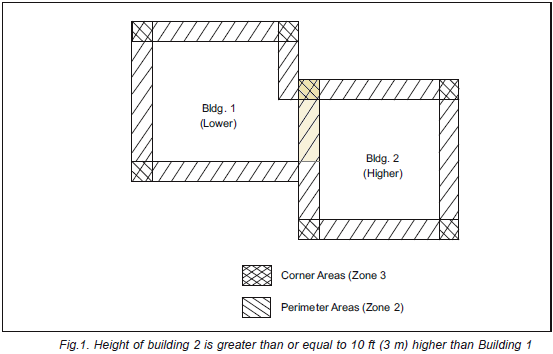 Bldg. 1
(Lower)
Bldg. 2
(Higher)
Corner Areas (Zone 3
Perimeter Areas (Zone 2)
Fig.1. Height of building 2 is greater than or equal to 10 ft (3 m) higher than Building 1